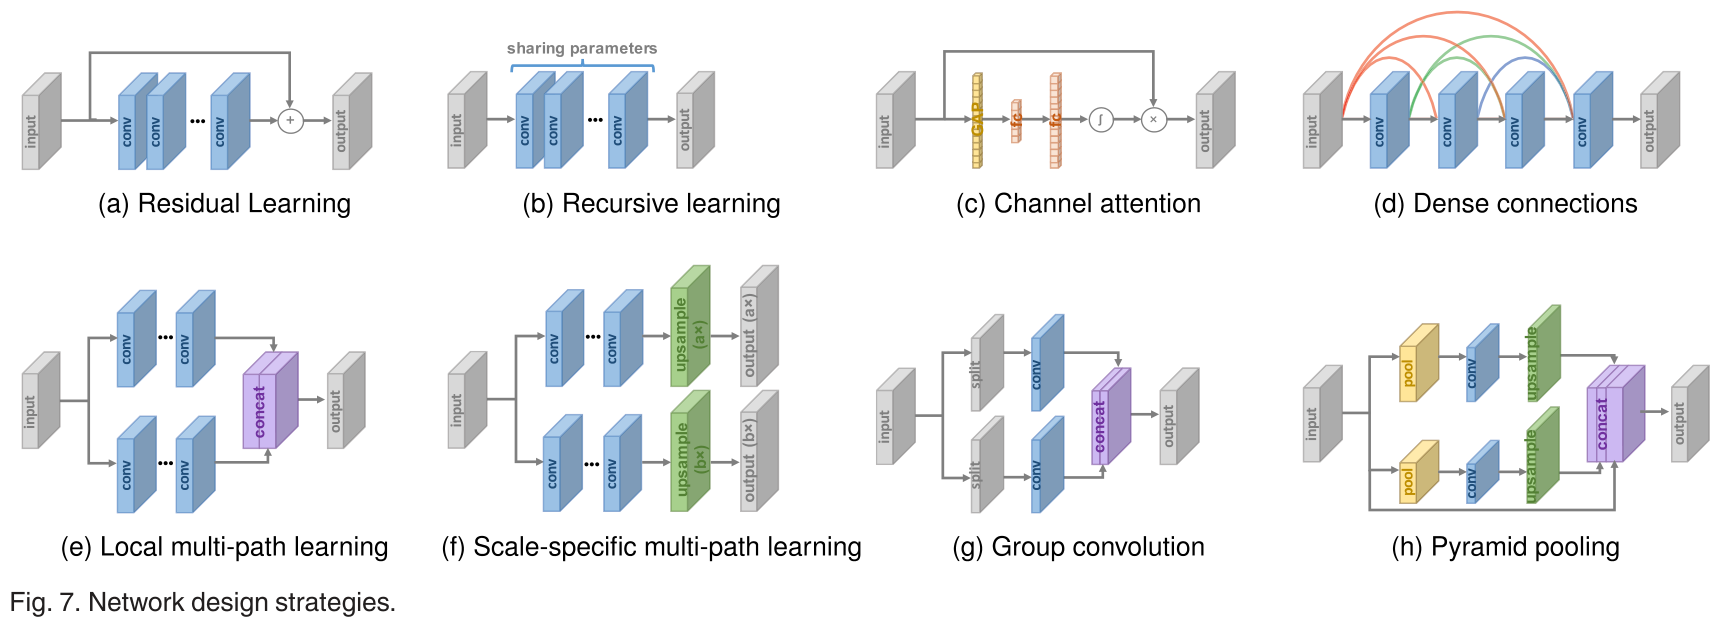 sharing parameters
input
conv
conv
conv
+
output
input
conv
conv
conv
output
input
GAP
fc
fc
∫
×
output
input
conv
conv
conv
conv
output
(a) Residual Learning
(b) Recursive learning
(c) Channel attention
(d) Dense connections
input
conv
conv
conv
conv
concat
output
input
conv
conv
upsample
(a×)
output (a×)
conv
conv
upsample
(b×)
output (b×)
input
split
conv
split
conv
concat
output
input
pool
conv
upsample
pool
conv
upsample
concat
output
(e) Local multi-path learning
(f) Scale-specific multi-path learning
(g) Group convolution
(h) Pyramid pooling
Fig. 7. Network design strategies.